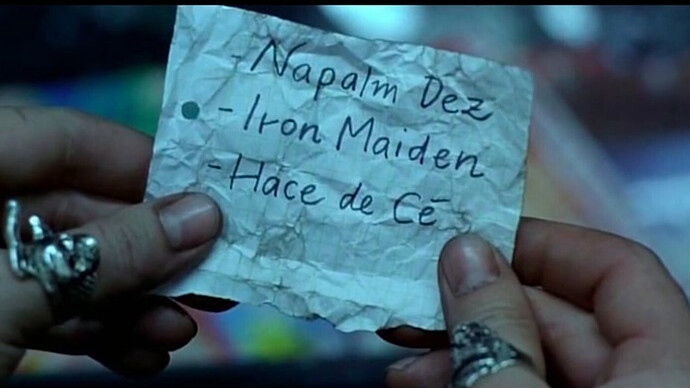 - Napalm Dez
- Iron Maiden
- Hace de Cē